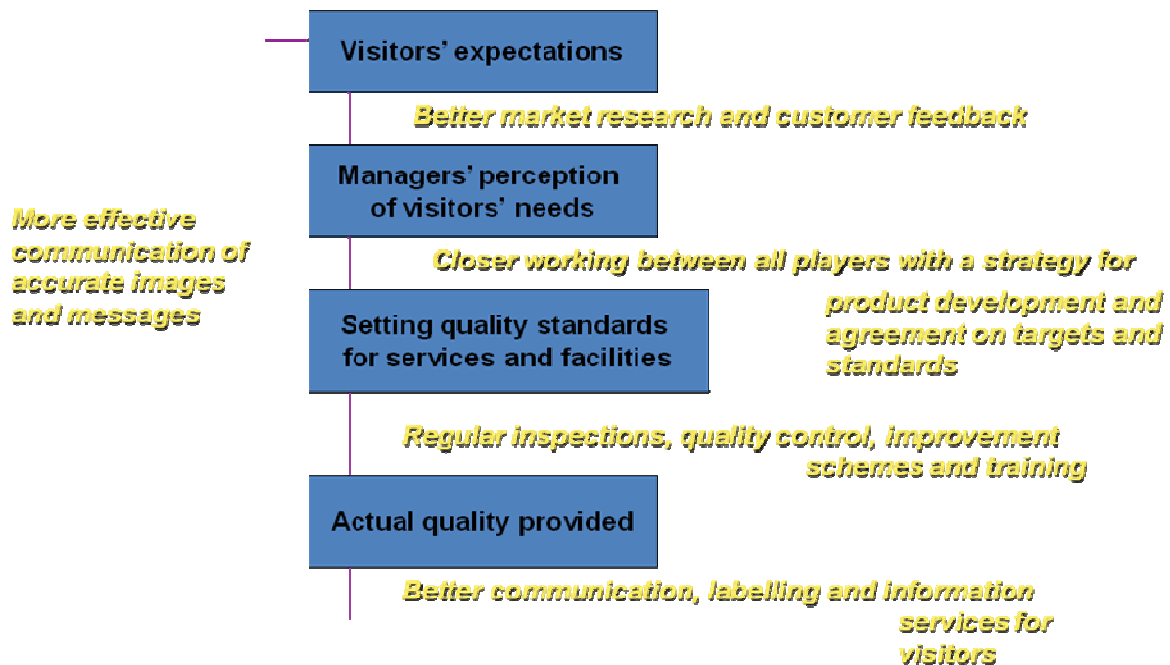 Visitors’ expectations
Better market research and customer feedback
Managers’ perception
of visitors’ needs
More effective
communication of
accurate images
and messages
Closer working between all players with a strategy for
product development and
agreement on targets and
standards
Setting quality standards
for services and facilities
Regular inspections, quality control, improvement
schemes and training
Actual quality provided
Better communication, labelling and information
services for
visitors